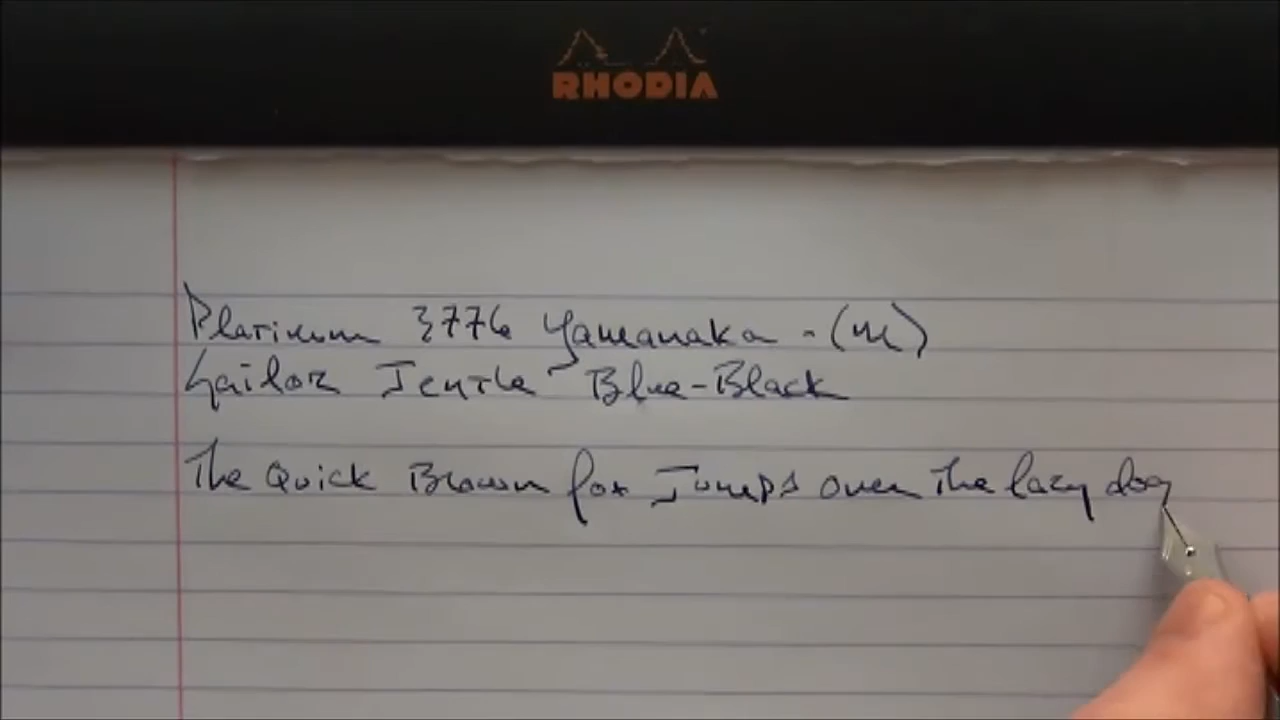 RHODIA
Platinum 3776 Yamanaka - (M)
Sailor Jentle Blue-Black
The Quick Brown fox Jumps over The lazy dog